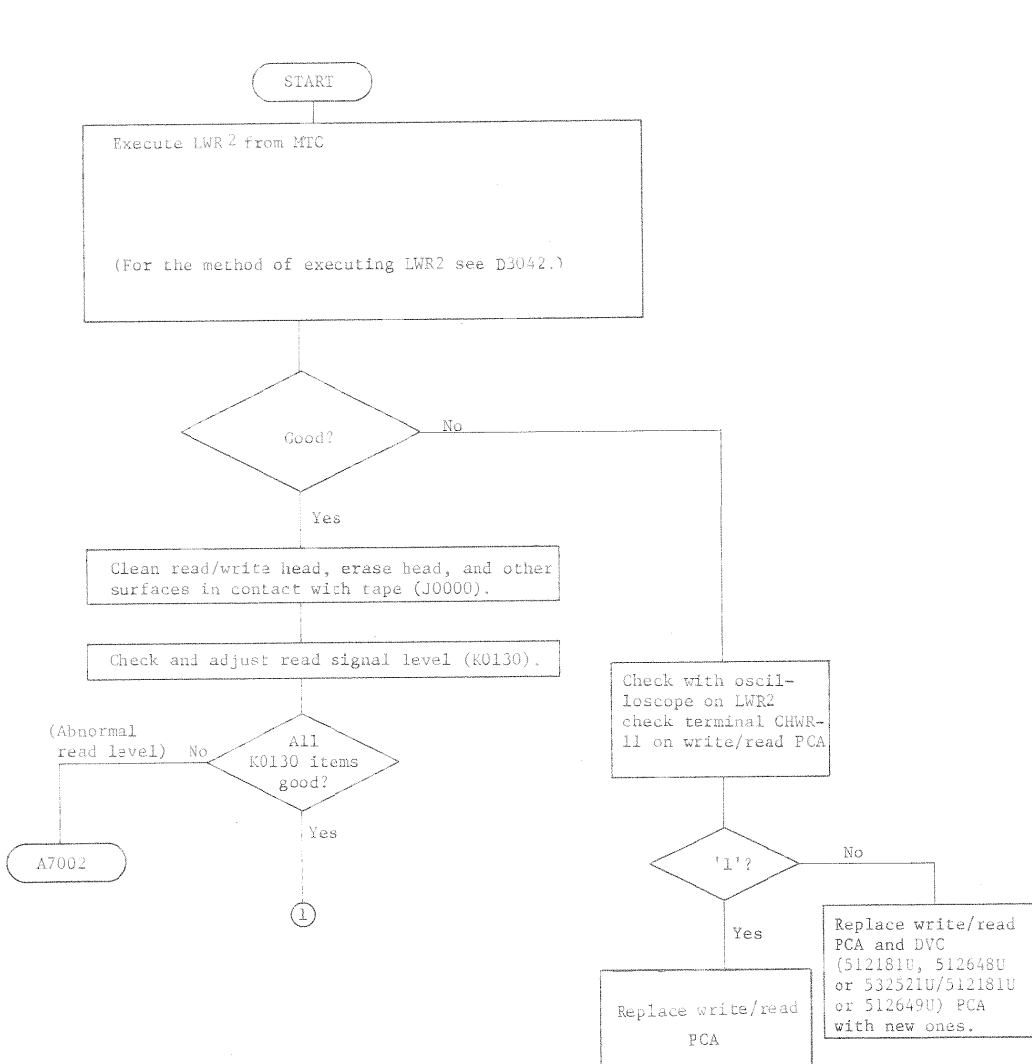 START
Execute LWR2 from MTC
(For the method of executing LWR2 see D3042.)
Good?
No
Yes
Clean read/write head, erase head, and other
surfaces in contact with tape (J0000).
Check and adjust read signal level (K0130).
(Abnormal
read level) No
All
K0130 items
good?
Yes
A7002
1
Check with oscil-
loscope on LWR2
check terminal CHWR-
11 on write/read PCA
'1'?
No
Yes
Replace write/read
PCA
Replace write/read
PCA and DVC
(512181U, 512648U
or 532521U/512181U
or 512649U) PCA
with new ones.